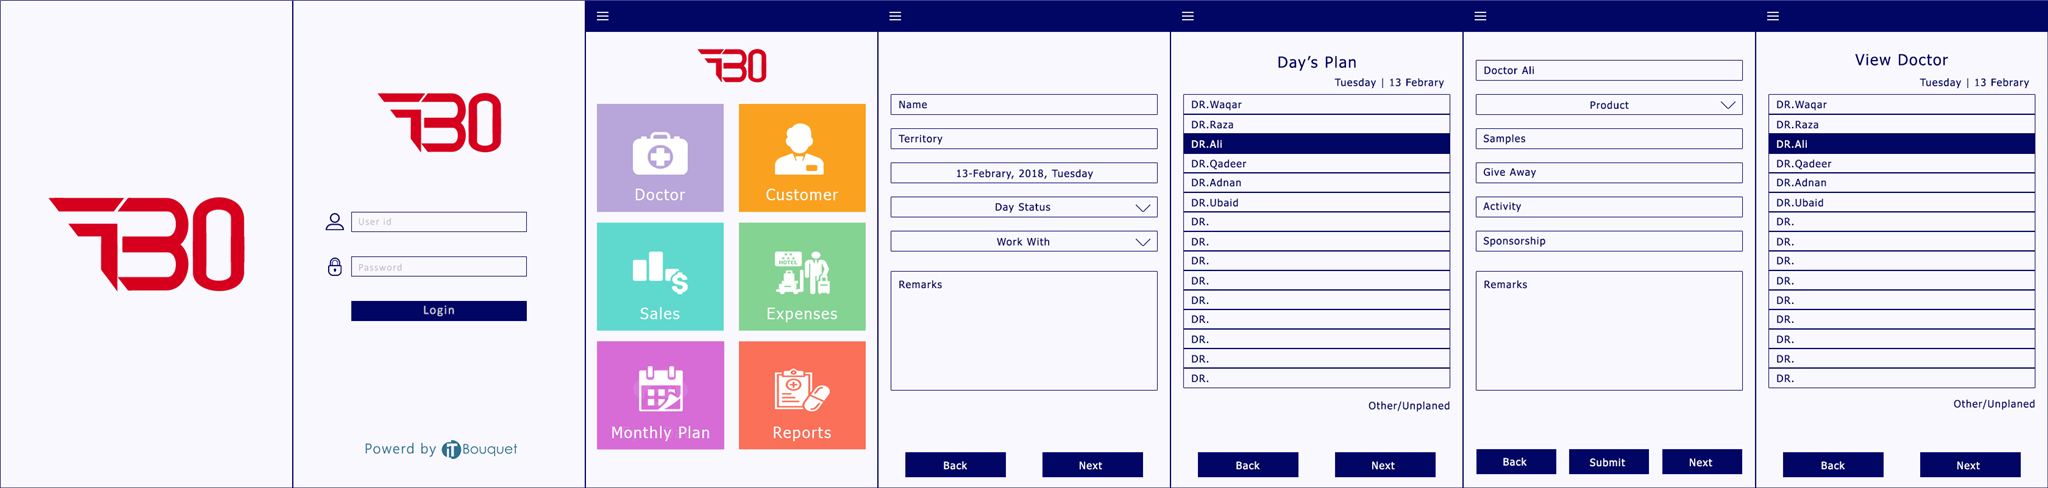 TBO
TBO
User id
Password
Login
Powerd by iT Bouquet
TBO
Doctor
Customer
$
Sales
HOTEL
Expenses
Monthly Plan
Reports
Name
Territory
13-Febrary, 2018, Tuesday
Day Status
Work With
Remarks
Back
Next
Day's Plan
Tuesday | 13 Febrary
DR.Waqar
DR.Raza
DR.Ali
DR.Qadeer
DR.Adnan
DR.Ubaid
DR.
DR.
DR.
DR.
DR.
DR.
DR.
DR.
DR.
Other/Unplaned
Back
Next
Doctor Ali
Product
Samples
Give Away
Activity
Sponsorship
Remarks
Back
Submit
Next
View Doctor
Tuesday | 13 Febrary
DR.Waqar
DR.Raza
DR.Ali
DR.Qadeer
DR.Adnan
DR.Ubaid
DR.
DR.
DR.
DR.
DR.
DR.
DR.
DR.
DR.
Other/Unplaned
Back
Next